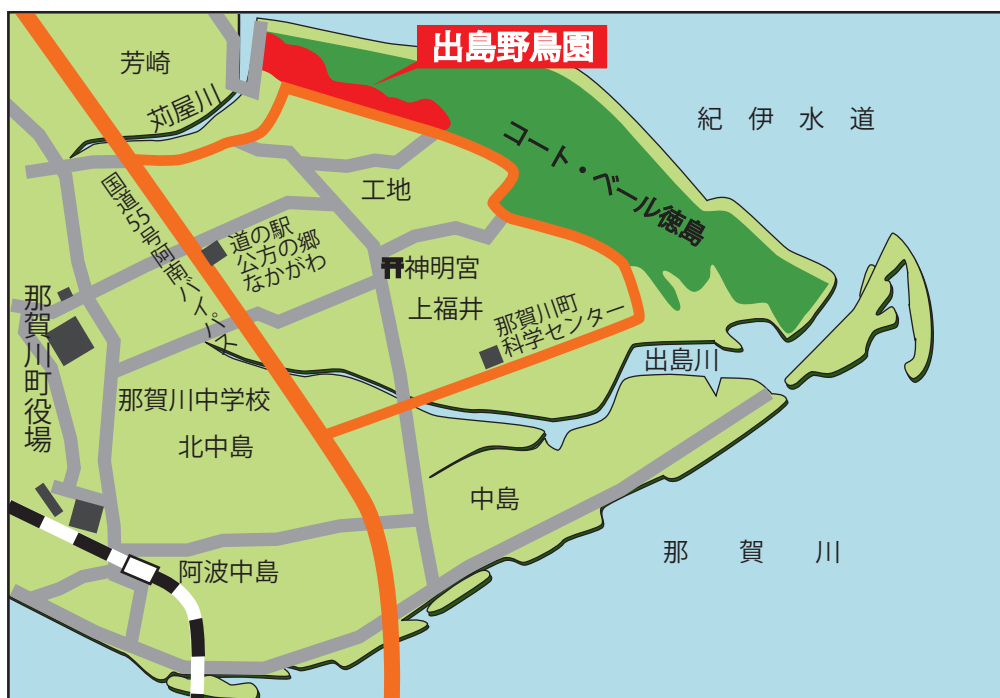 出島野鳥園
芳崎
苅屋川
紀伊水道
コート・ベール徳島
工地
国道55号阿南バイパス
道の駅
公方の郷
なかがわ
神明宮
上福井
那賀川町
科学センター
那賀川町役場
出島川
那賀川中学校
北中島
中島
那賀川
阿波中島